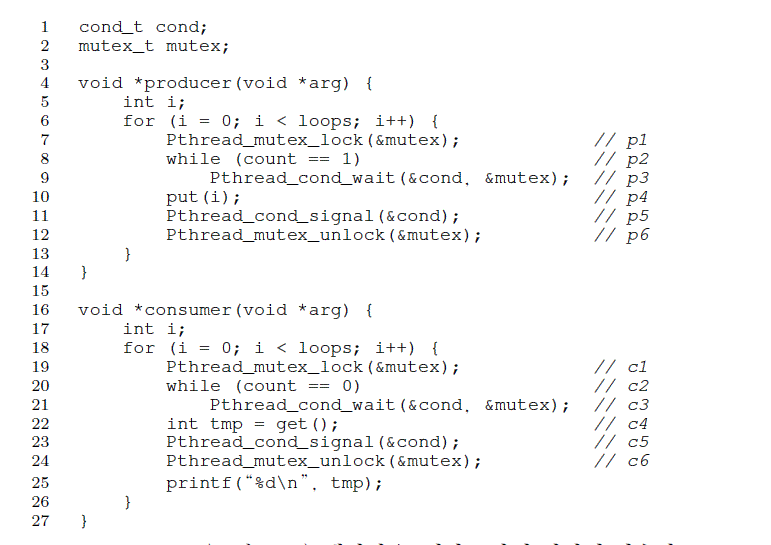 1 cond_t cond;
2 mutex_t mutex;
3
4 void *producer(void *arg) {
5 int i;
6 for (i = 0; i < loops; i++) {
7 Pthread_mutex_lock(&mutex); // p1
8 while (count == 1) // p2
9 Pthread_cond_wait(&cond, &mutex); // p3
10 put(i); // p4
11 Pthread_cond_signal(&cond); // p5
12 Pthread_mutex_unlock(&mutex); // p6
13 }
14 }
15
16 void *consumer(void *arg) {
17 int i;
18 for (i = 0; i < loops; i++) {
19 Pthread_mutex_lock(&mutex); // c1
20 while (count == 0) // c2
21 Pthread_cond_wait(&cond, &mutex); // c3
22 int tmp = get(); // c4
23 Pthread_cond_signal(&cond); // c5
24 Pthread_mutex_unlock(&mutex); // c6
25 printf(“%d\n”, tmp);
26 }
27 }